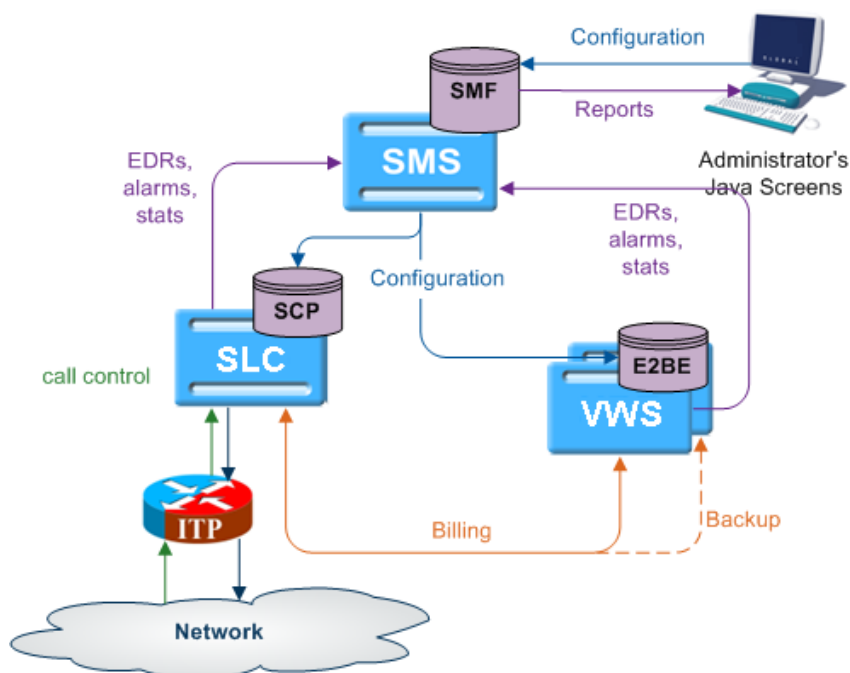 Configuration
GLOBAL
SMF
Reports
SMS
Administrator's
Java Screens
EDRs,
alarms,
stats
EDRs,
alarms,
stats
Configuration
SCP
SLC
E2BE
VWS
call control
ITP
Billing
Backup
Network